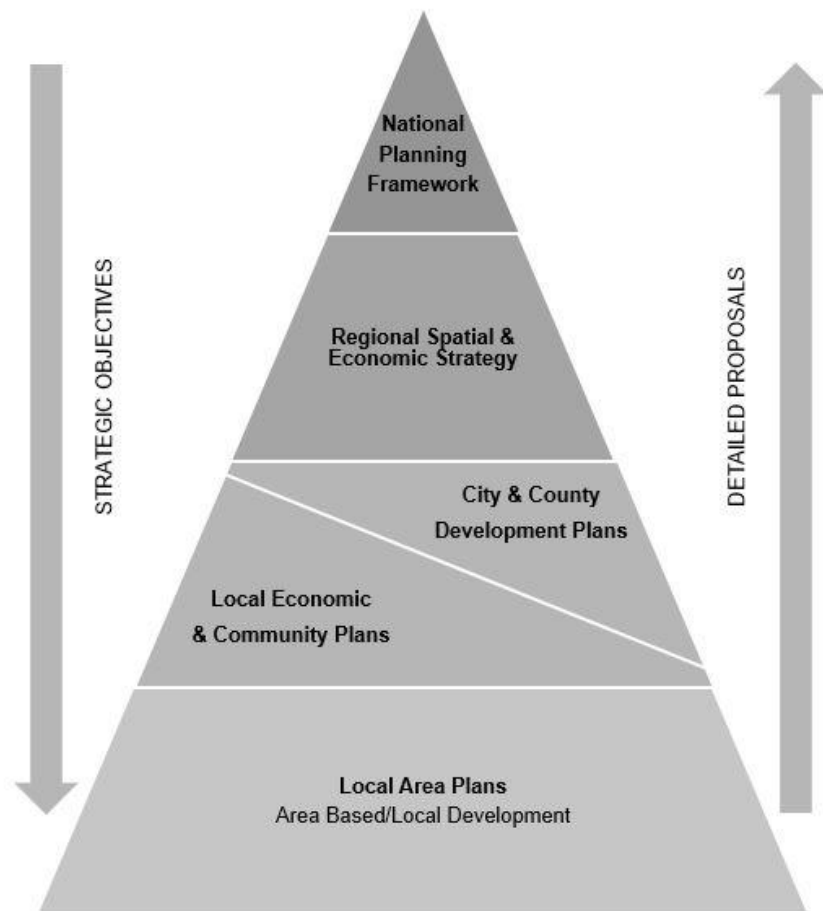 National
Planning
Framework
STRATEGIC OBJECTIVES
DETAILED PROPOSALS
Regional Spatial &
Economic Strategy
City & County
Development Plans
Local Economic
& Community Plans
Local Area Plans
Area Based/Local Development